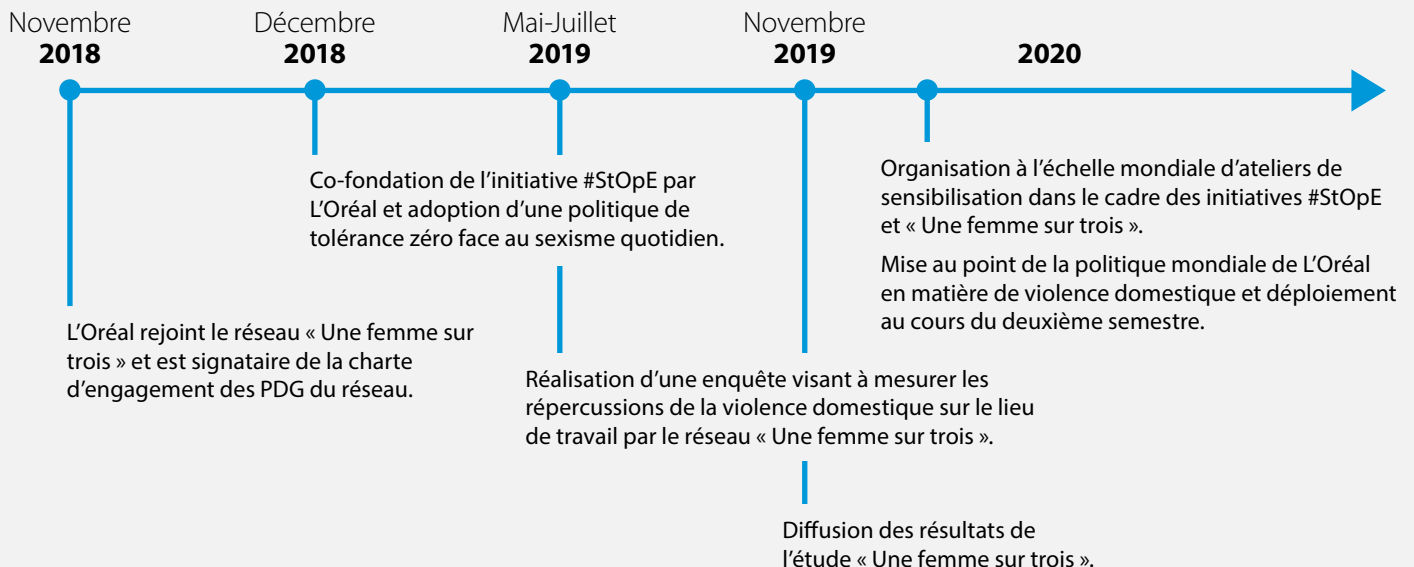 Novembre
2018
Décembre
2018
Mai-Juillet
2019
Novembre
2019
2020
L’Oréal rejoint le réseau « Une femme sur
trois » et est signataire de la charte
d’engagement des PDG du réseau.
Co-fondation de l’initiative #StOpE par
L’Oréal et adoption d’une politique de
tolérance zéro face au sexisme quotidien.
Réalisation d’une enquête visant à mesurer les
répercussions de la violence domestique sur le lieu
de travail par le réseau « Une femme sur trois ».
Diffusion des résultats de
l’étude « Une femme sur trois ».
Organisation à l’échelle mondiale d’ateliers de
sensibilisation dans le cadre des initiatives #StOpE
et « Une femme sur trois ».
Mise au point de la politique mondiale de L’Oréal
en matière de violence domestique et déploiement
au cours du deuxième semestre.